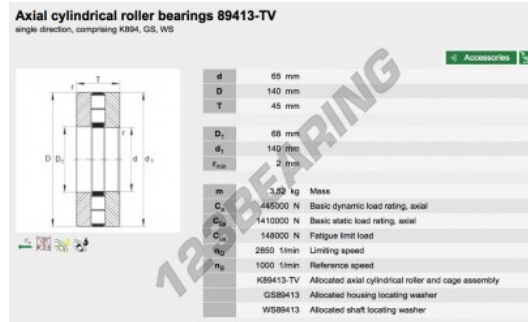 Axial cylindrical roller bearings 89413-TV
single direction, comprising K894, GS, WS
Accessories
d 65 mm
D 140 mm
T 45 mm
D₁ 68 mm
d₁ 140 mm
rmin 2 mm
m 3,52 kg Mass
Ca 445000 N Basic dynamic load rating, axial
C0a 1410000 N Basic static load rating, axial
Cua 148000 N Fatigue limit load
nG 2850 1/min Limiting speed
nB 1000 1/min Reference speed
K89413-TV Allocated axial cylindrical roller and cage assembly
GS89413 Allocated housing locating washer
WS89413 Allocated shaft locating washer
T
r
r
D D₁ d d₁
123BEARING